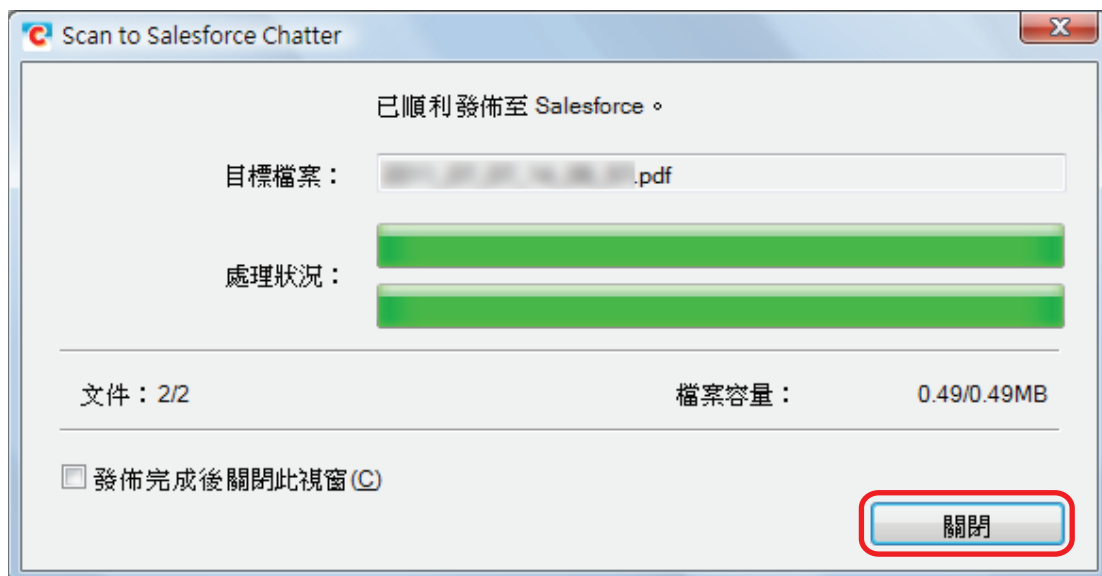 Scan to Salesforce Chatter
已順利發佈至 Salesforce。
目標檔案： .pdf
處理狀況：
文件：2/2 檔案容量： 0.49/0.49MB
發佈完成後關閉此視窗(C)
關閉